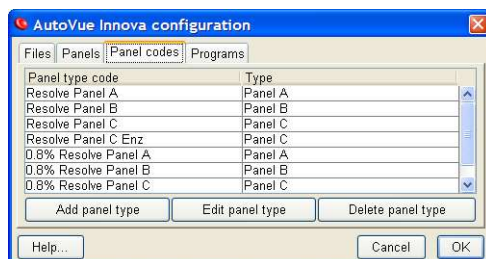 AutoVue Innova configuration
Files Panels Panel codes Programs
Panel type code Type
Resolve Panel A Panel A
Resolve Panel B Panel B
Resolve Panel C Panel C
Resolve Panel C Enz Panel C
0.8% Resolve Panel A Panel A
0.8% Resolve Panel B Panel B
0.8% Resolve Panel C Panel C
Add panel type Edit panel type Delete panel type
Help... Cancel OK